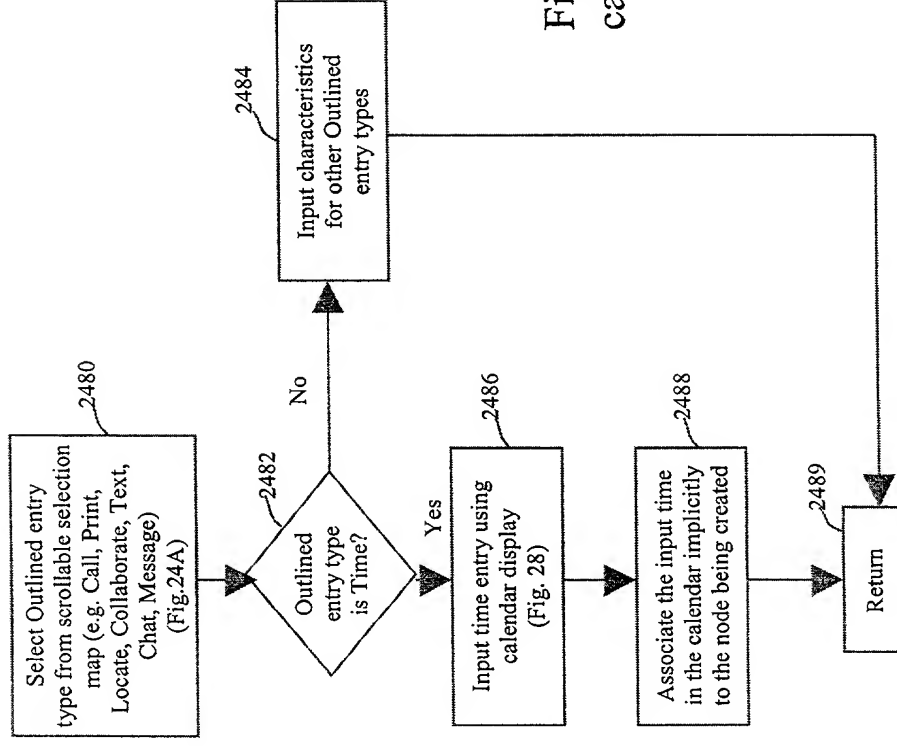 2480
Select Outlined entry
type from scrollable selection
map (e.g. Call, Print,
Locate, Collaborate, Text,
Chat, Message)
(Fig.24A)
2482
Outlined
entry type
is Time?
No
2484
Input characteristics
for other Outlined
entry types
Yes
2486
Input time entry using
calendar display
(Fig. 28)
2488
Associate the input time
in the calendar implicitly
to the node being created
2489
Return